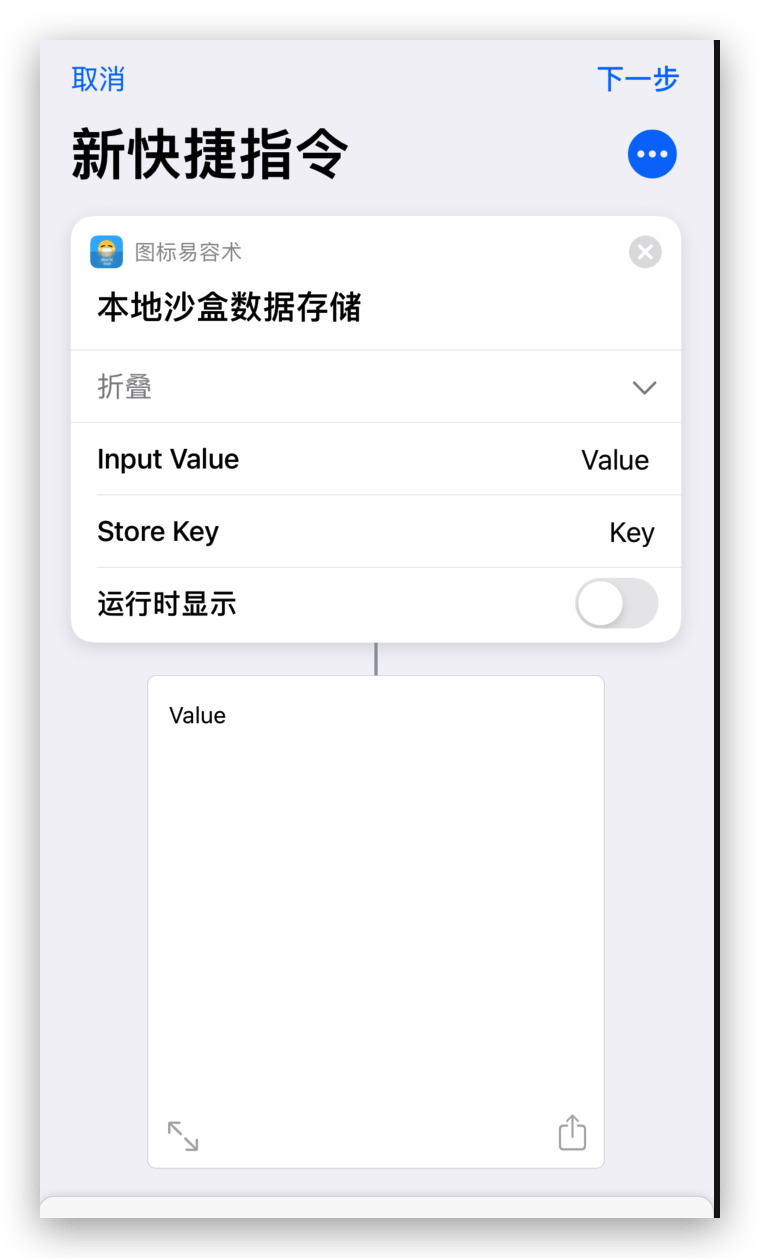 取消
下一步
新快捷指令
图标易容术
本地沙盒数据存储
折叠
Input Value
Value
Store Key
Key
运行时显示
Value